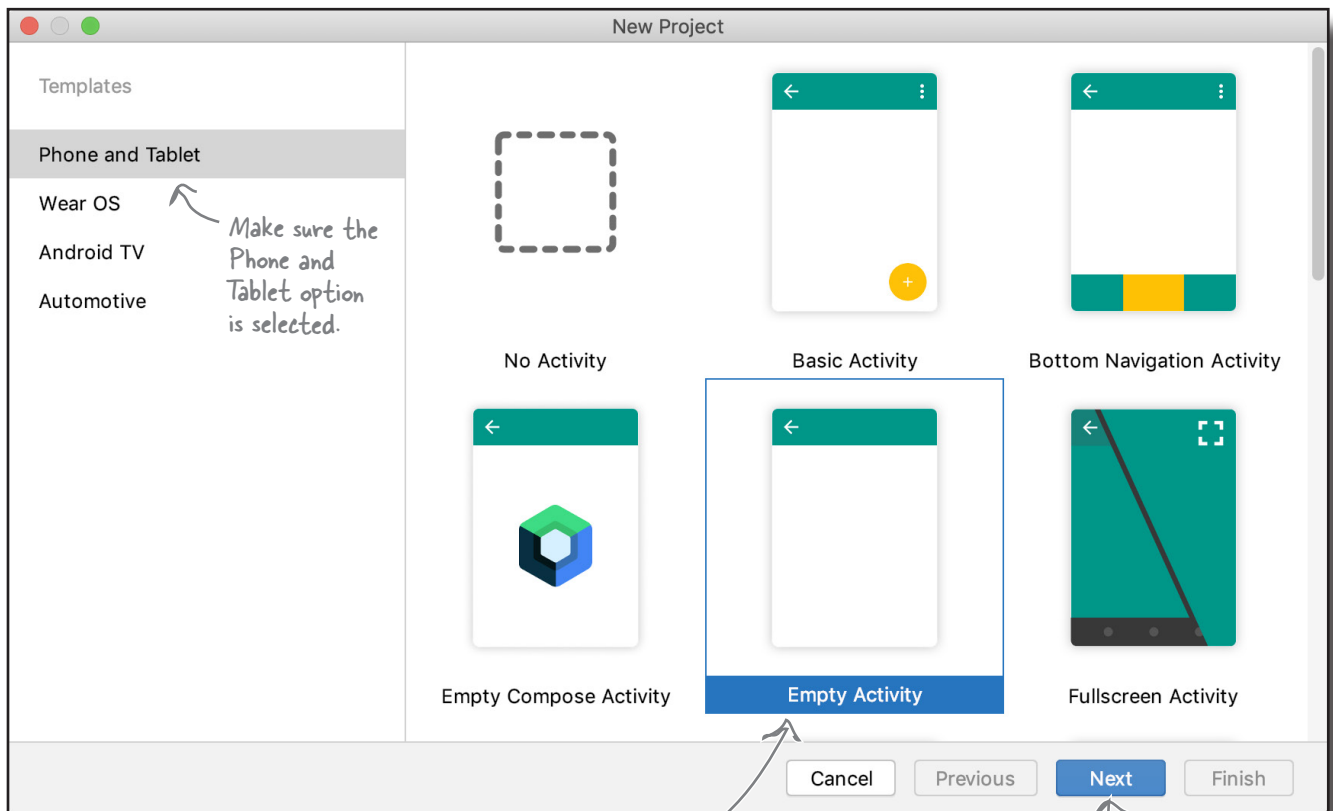 New Project
Templates
Phone and Tablet
Wear OS
Android TV
Automotive
Make sure the
Phone and
Tablet option
is selected.
No Activity
Basic Activity
Bottom Navigation Activity
Empty Compose Activity
Empty Activity
Fullscreen Activity
Cancel
Previous
Next
Finish